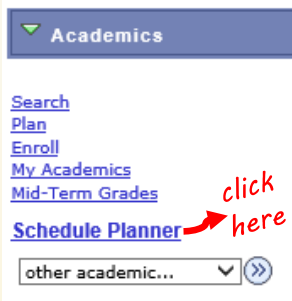 Academics
Search
Plan
Enroll
My Academics
Mid-Term Grades
click
Schedule Planner here
other academic...